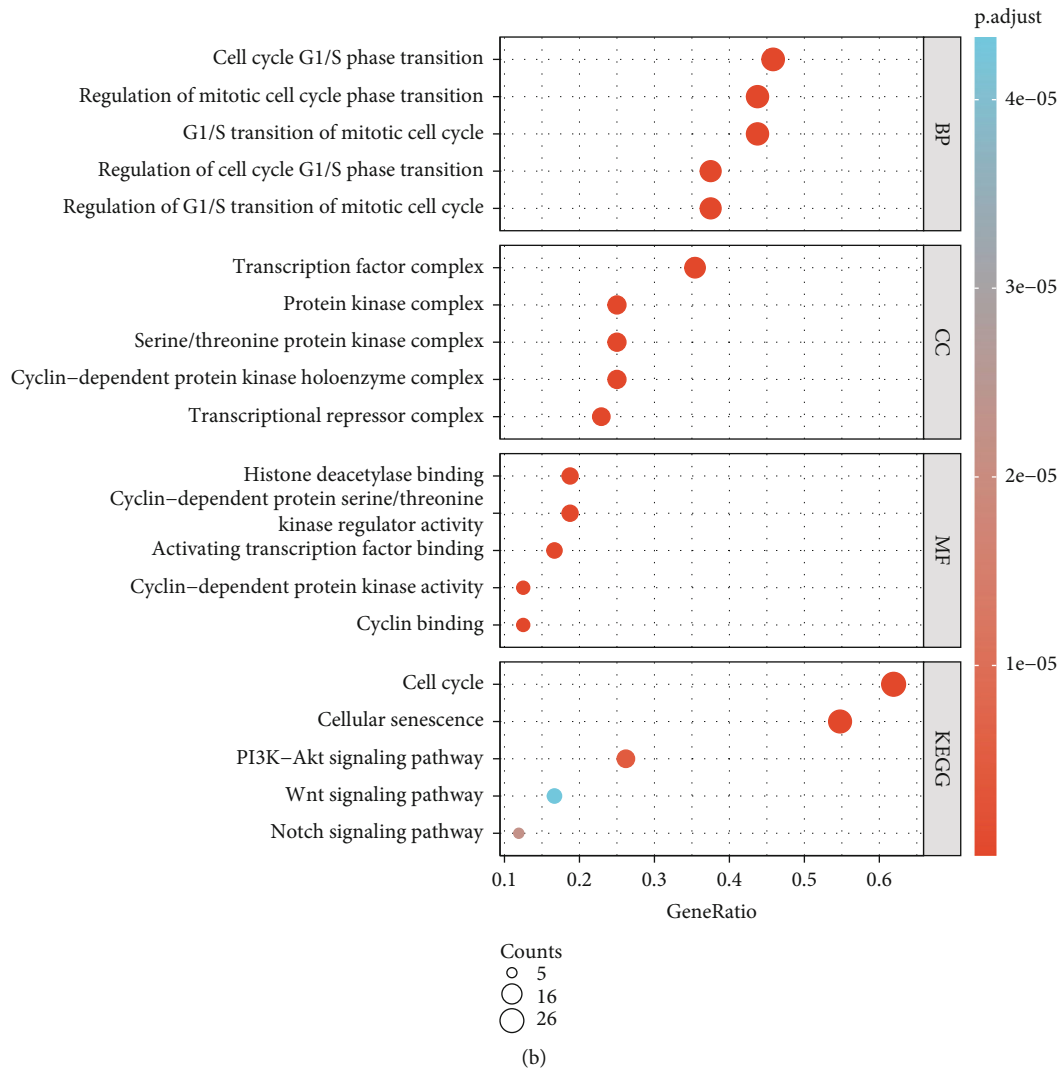 p.adjust
Cell cycle G1/S phase transition
Regulation of mitotic cell cycle phase transition
G1/S transition of mitotic cell cycle
Regulation of cell cycle G1/S phase transition
Regulation of G1/S transition of mitotic cell cycle
BP
Transcription factor complex
Protein kinase complex
Serine/threonine protein kinase complex
Cyclin−dependent protein kinase holoenzyme complex
Transcriptional repressor complex
CC
Histone deacetylase binding
Cyclin−dependent protein serine/threonine
kinase regulator activity
Activating transcription factor binding
Cyclin−dependent protein kinase activity
Cyclin binding
MF
Cell cycle
Cellular senescence
PI3K−Akt signaling pathway
Wnt signaling pathway
Notch signaling pathway
KEGG
4e−05
3e−05
2e−05
1e−05
0.1 0.2 0.3 0.4 0.5 0.6
GeneRatio
Counts
5
16
26
(b)